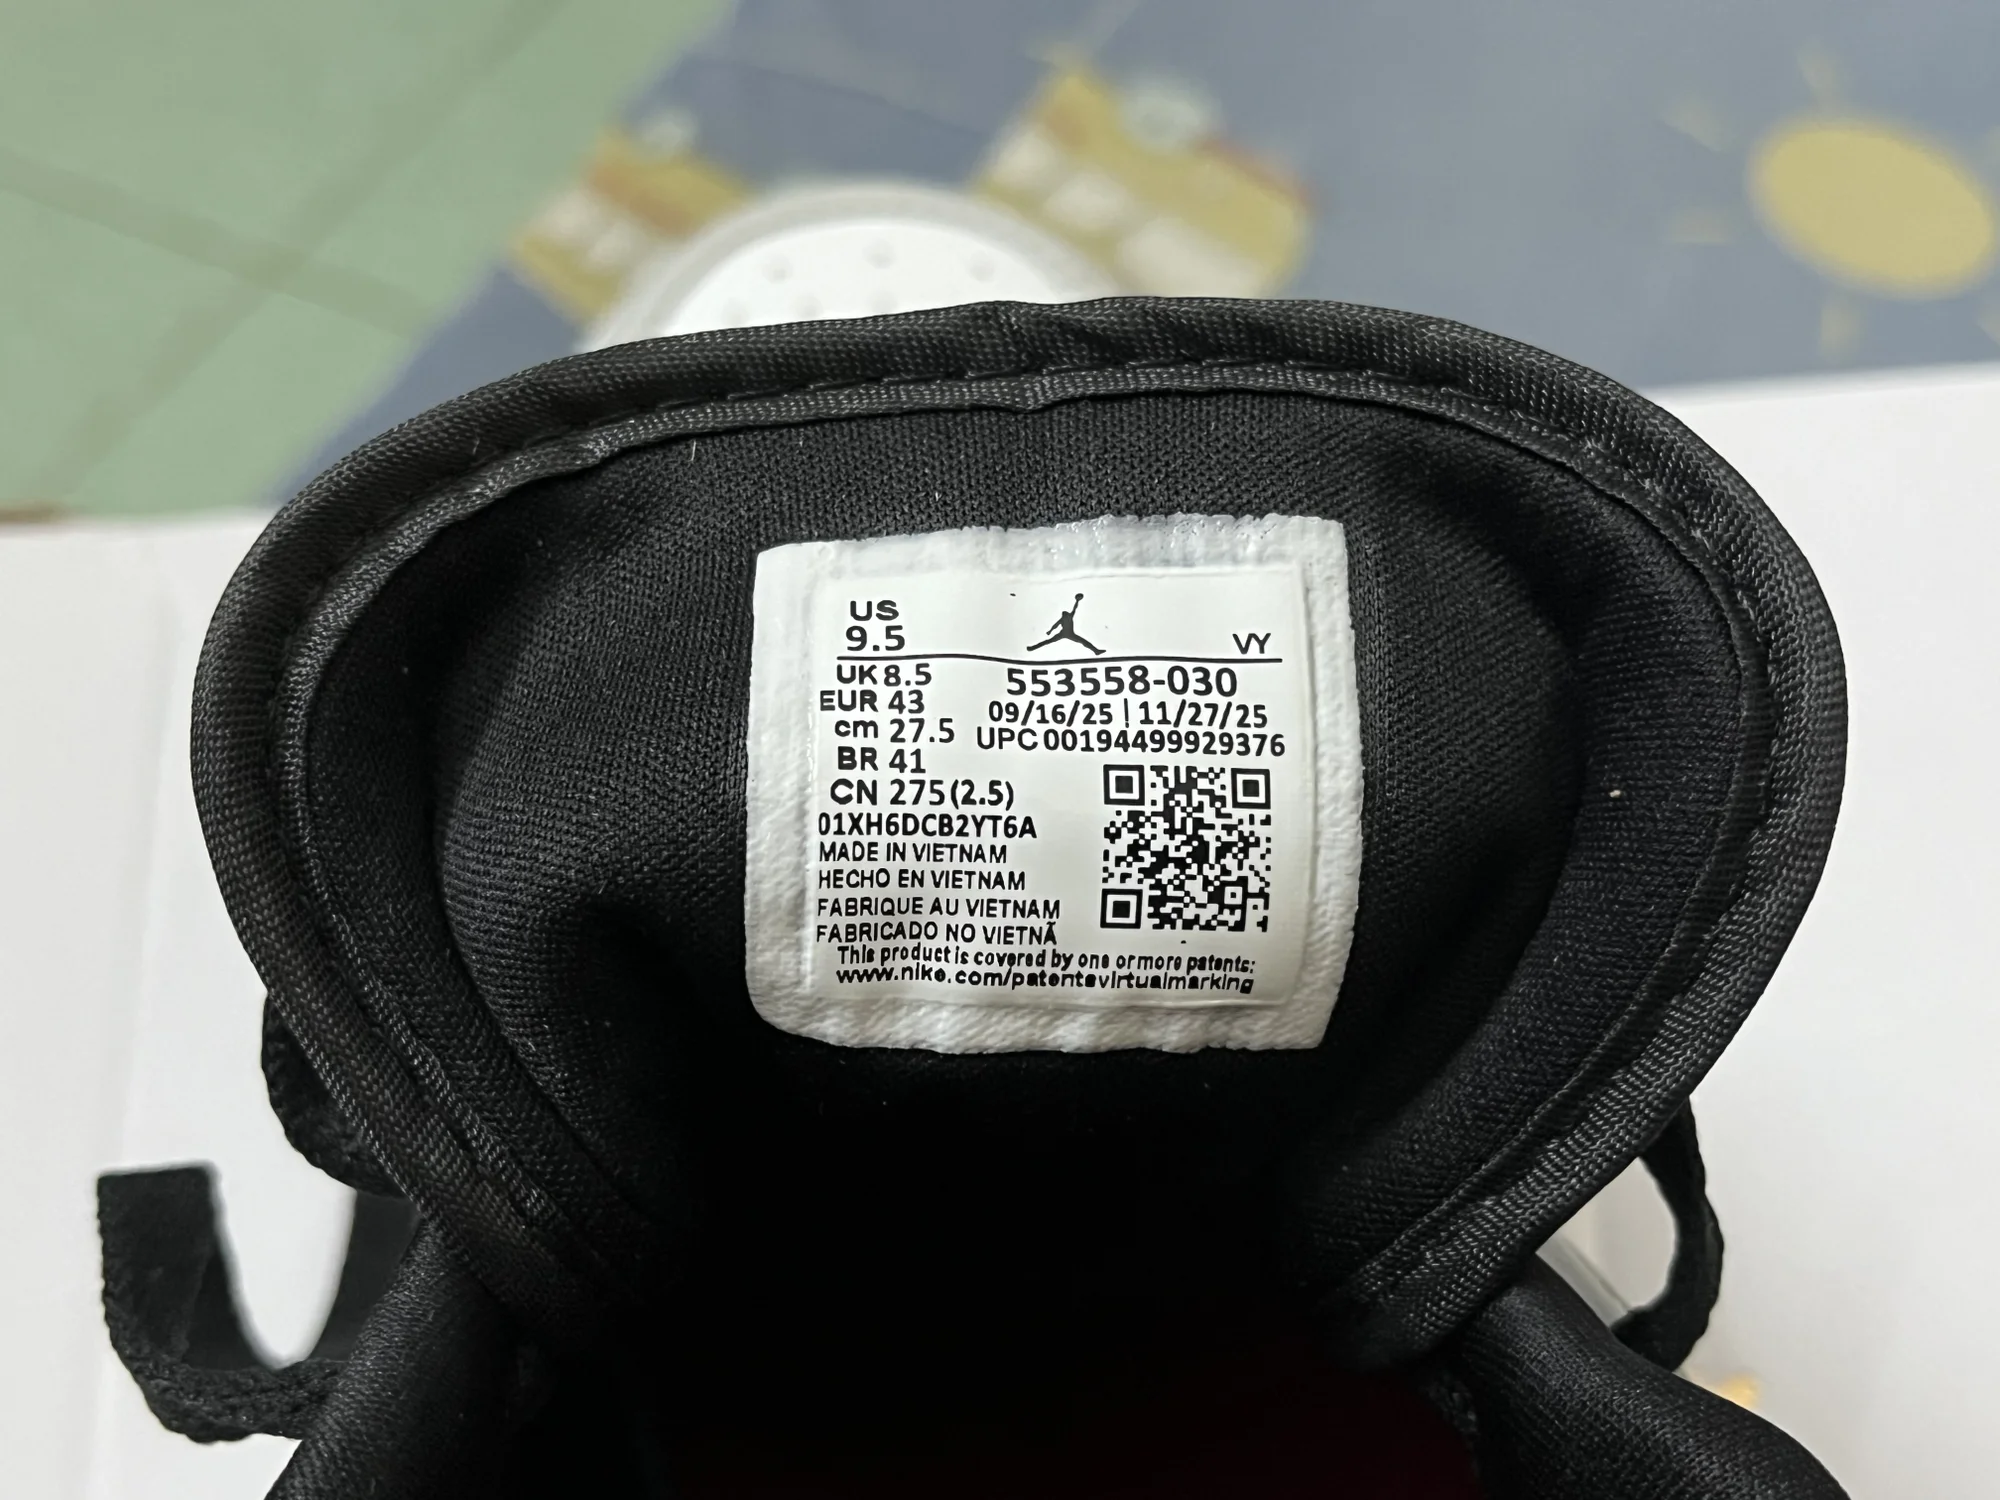 US
9.5
VY
UK 8.5
553558-030
EUR 43
09/16/25 | 11/27/25
cm 27.5
UPC 00194499929376
BR 41
CN 275(2.5)
01XH6DCB2YT6A
MADE IN VIETNAM
HECHO EN VIETNAM
FABRIQUE AU VIETNAM
FABRICADO NO VIETNÃ
This product is covered by one or more patents:
www.nike.com/patentsvirtualmarking